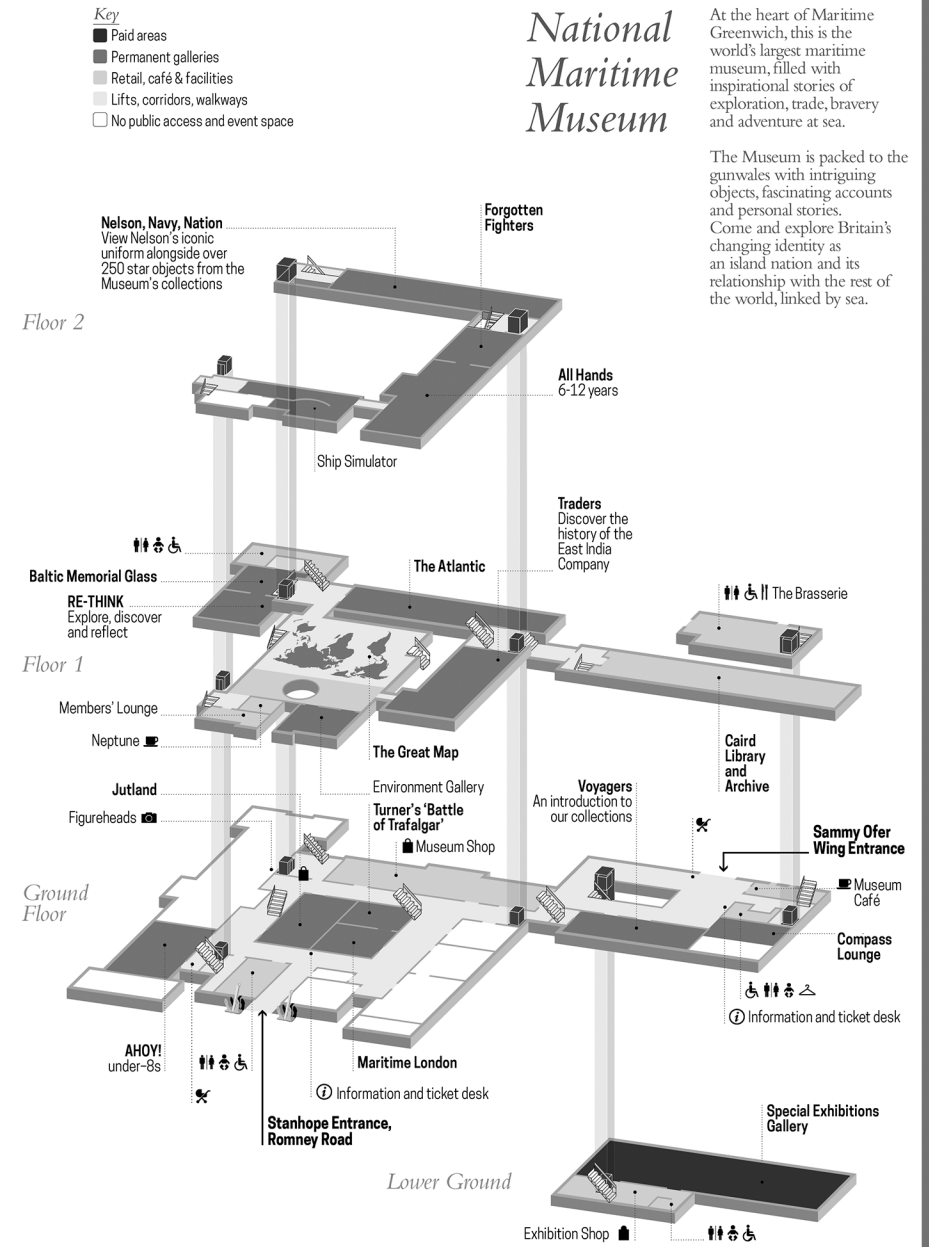 Key
Paid areas
Permanent galleries
Retail, café & facilities
Lifts, corridors, walkways
No public access and event space
National
Maritime
Museum
At the heart of Maritime
Greenwich, this is the
world's largest maritime
museum, filled with
inspirational stories of
exploration, trade, bravery
and adventure at sea.
The Museum is packed to the
gunwales with intriguing
objects, fascinating accounts
and personal stories.
Come and explore Britain's
changing identity as
an island nation and its
relationship with the rest of
the world, linked by sea.
Nelson, Navy, Nation
View Nelson's iconic
uniform alongside over
250 star objects from the
Museum's collections
Forgotten
Fighters
Floor 2
All Hands
6-12 years
Ship Simulator
Traders
Discover the
history of the
East India
Company
Baltic Memorial Glass
The Atlantic
RE-THINK
Explore, discover
and reflect
The Brasserie
Floor 1
Members' Lounge
Neptune
The Great Map
Caird
Library
and
Archive
Environment Gallery
Jutland
Figureheads
Turner's 'Battle
of Trafalgar'
Museum Shop
Voyagers
An introduction to
our collections
Sammy Ofer
Wing Entrance
Ground
Floor
Museum
Café
Compass
Lounge
Information and ticket desk
AHOY!
under-8s
Maritime London
Information and ticket desk
Stanhope Entrance,
Romney Road
Special Exhibitions
Gallery
Lower Ground
Exhibition Shop